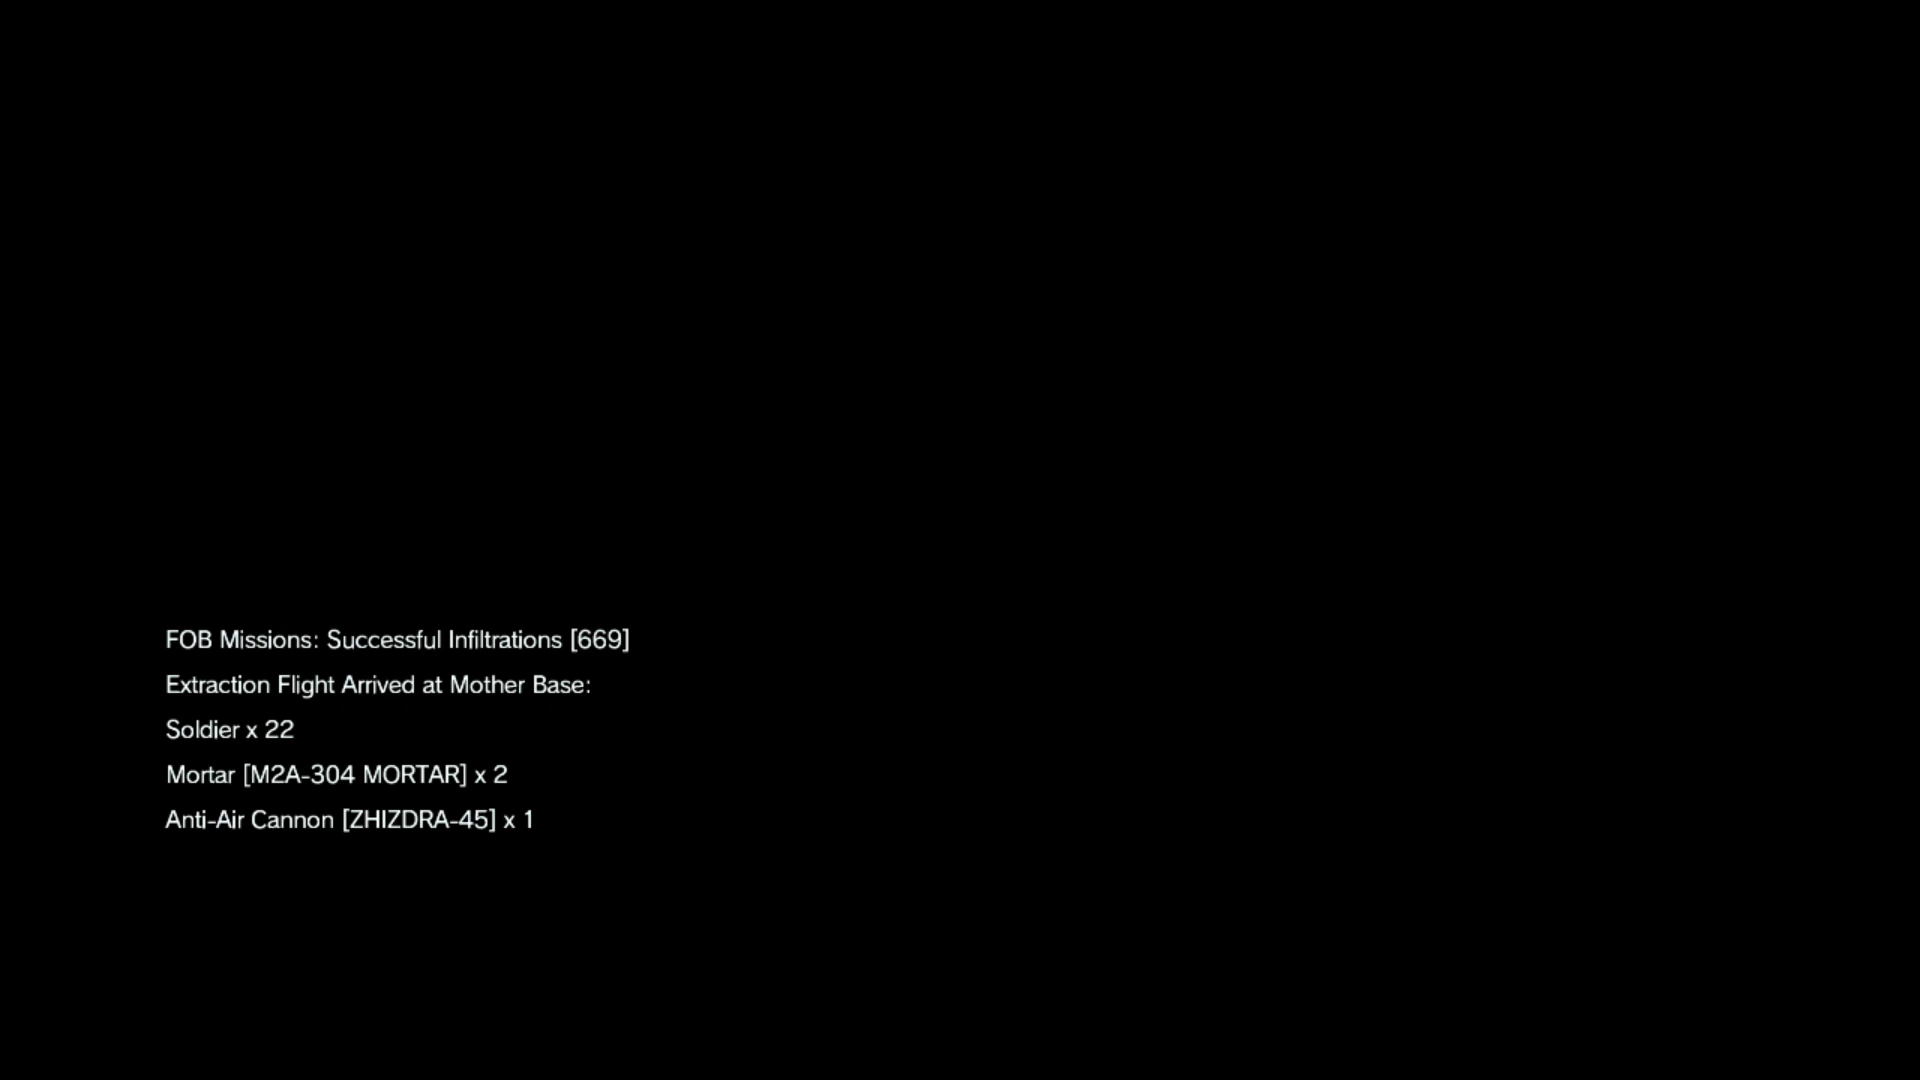 FOB Missions: Successful Infiltrations [669]
Extraction Flight Arrived at Mother Base:
Soldier x 22
Mortar [M2A-304 MORTAR] x 2
Anti-Air Cannon [ZHIZDRA-45] x 1